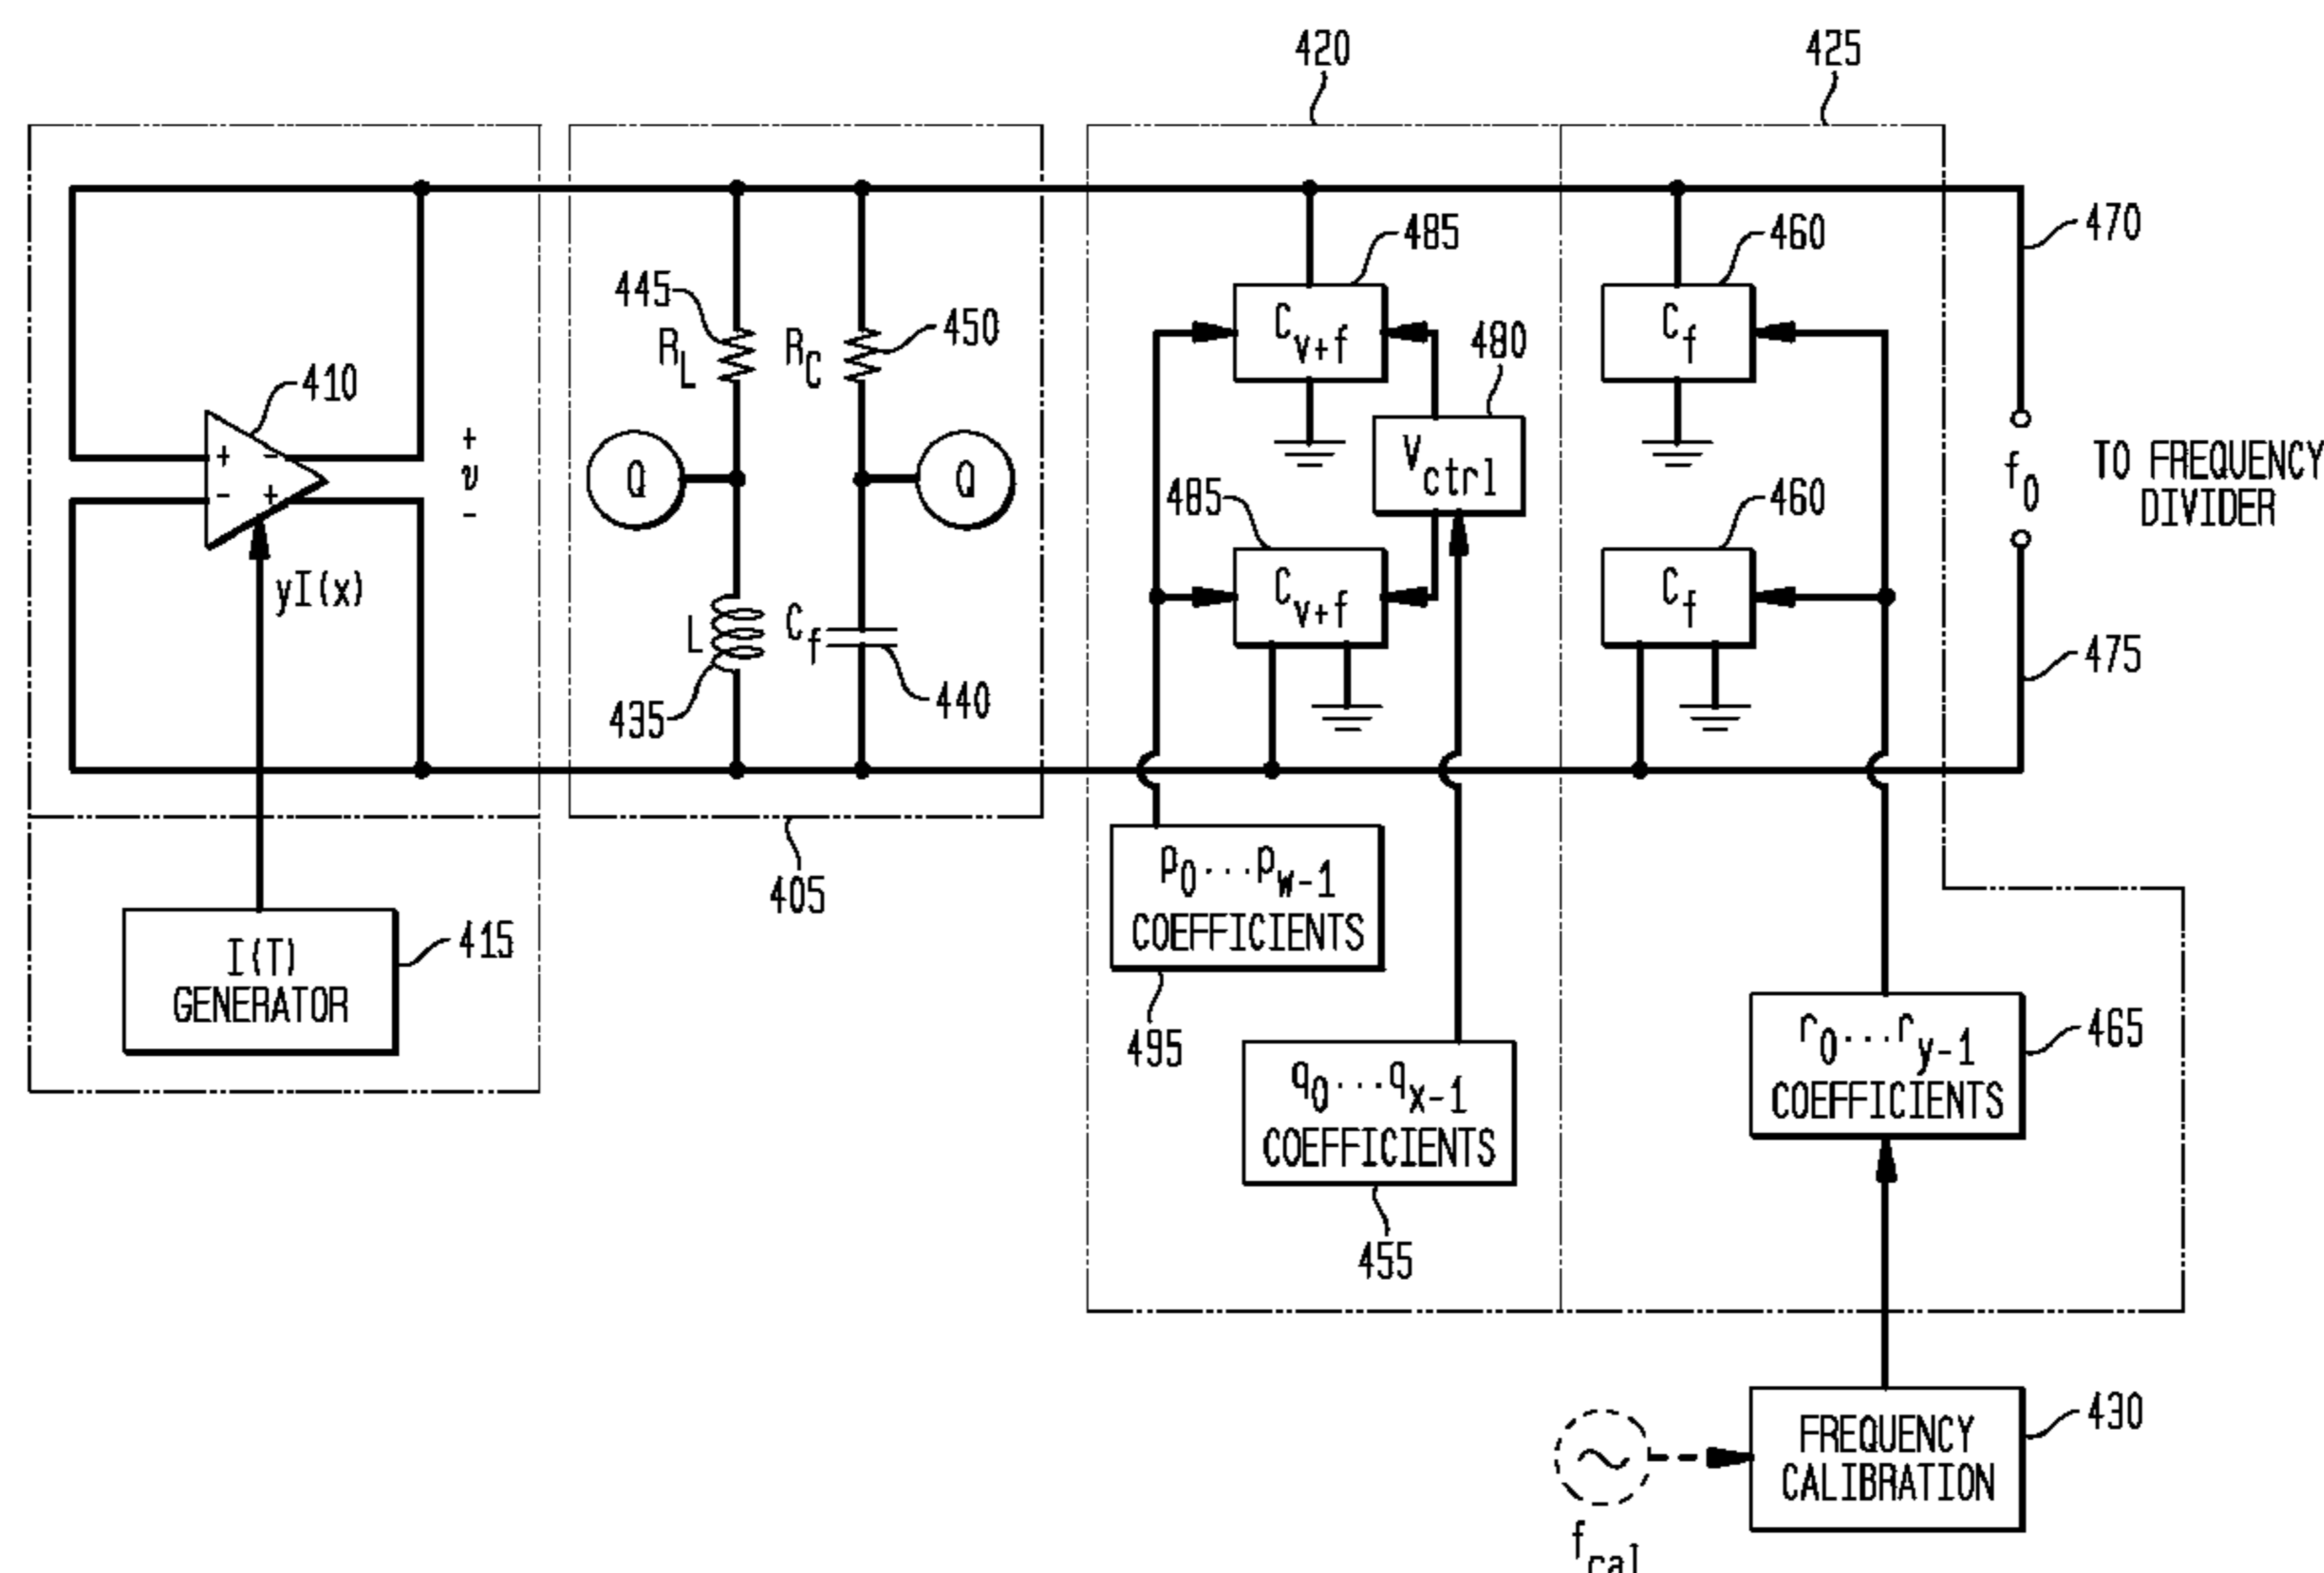 420
425
470
485
460
445
450
R_L
R_C
C_v+f
C_f
480
410
+ -
- +
+
v
-
Q
Q
V_ctrl
f_0
TO FREQUENCY
DIVIDER
485
460
yI(x)
C_v+f
C_f
L
C_f
435
440
475
p_0...p_w-1
COEFFICIENTS
405
I(T)
GENERATOR
415
495
q_0...q_x-1
COEFFICIENTS
455
r_0...r_y-1
COEFFICIENTS
465
FREQUENCY
CALIBRATION
430
~
f_cal